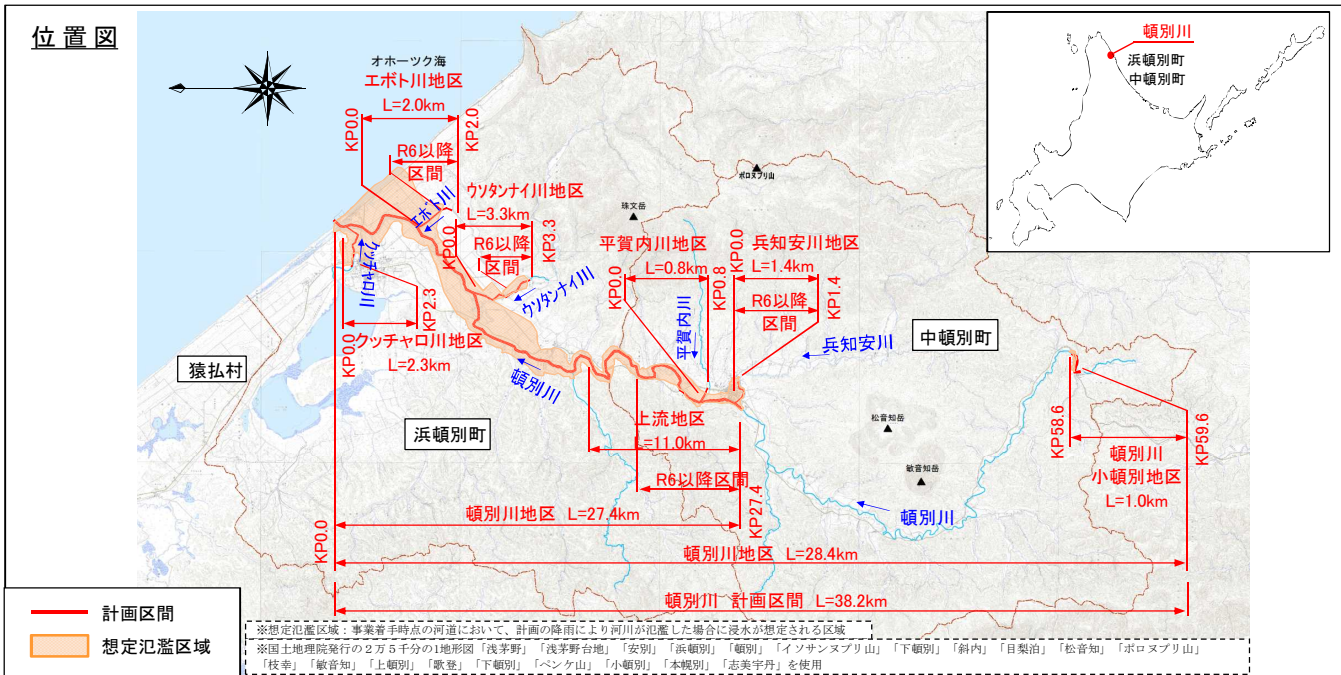 位置図
頓別川
浜頓別町
中頓別町
オホーツク海
エボト川地区
L=2.0km
KP0.0
KP2.0
R6以降
区間
エボト川
ウソタンナイ川地区
L=3.3km
KP0.0
R6以降
区間
KP3.3
ウソタンナイ川
クッチャロ川
KP0.0
KP2.3
クッチャロ川地区
L=2.3km
猿払村
浜頓別町
頓別川
ポロヌプリ山
珠文岳
平賀内川地区
L=0.8km
KP0.0
KP0.8
平賀内川
兵知安川地区
KP0.0
L=1.4km
R6以降
区間
KP1.4
兵知安川
中頓別町
松音知岳
敏音知岳
頓別川
上流地区
L=11.0km
R6以降区間
KP27.4
KP58.6
KP59.6
頓別川
小頓別地区
L=1.0km
KP0.0
頓別川地区 L=27.4km
頓別川地区 L=28.4km
頓別川 計画区間 L=38.2km
計画区間
想定氾濫区域
※想定氾濫区域：事業着手時点の河道において、計画の降雨により河川が氾濫した場合に浸水が想定される区域
※国土地理院発行の2万5千分の1地形図「浅茅野」「浅茅野台地」「安別」「浜頓別」「頓別」「イソサンヌプリ山」「下頓別」「斜内」「目梨泊」「松音知」「ポロヌプリ山」
「枝幸」「敏音知」「上頓別」「歌登」「下頓別」「ペンケ山」「小頓別」「本幌別」「志美宇丹」を使用